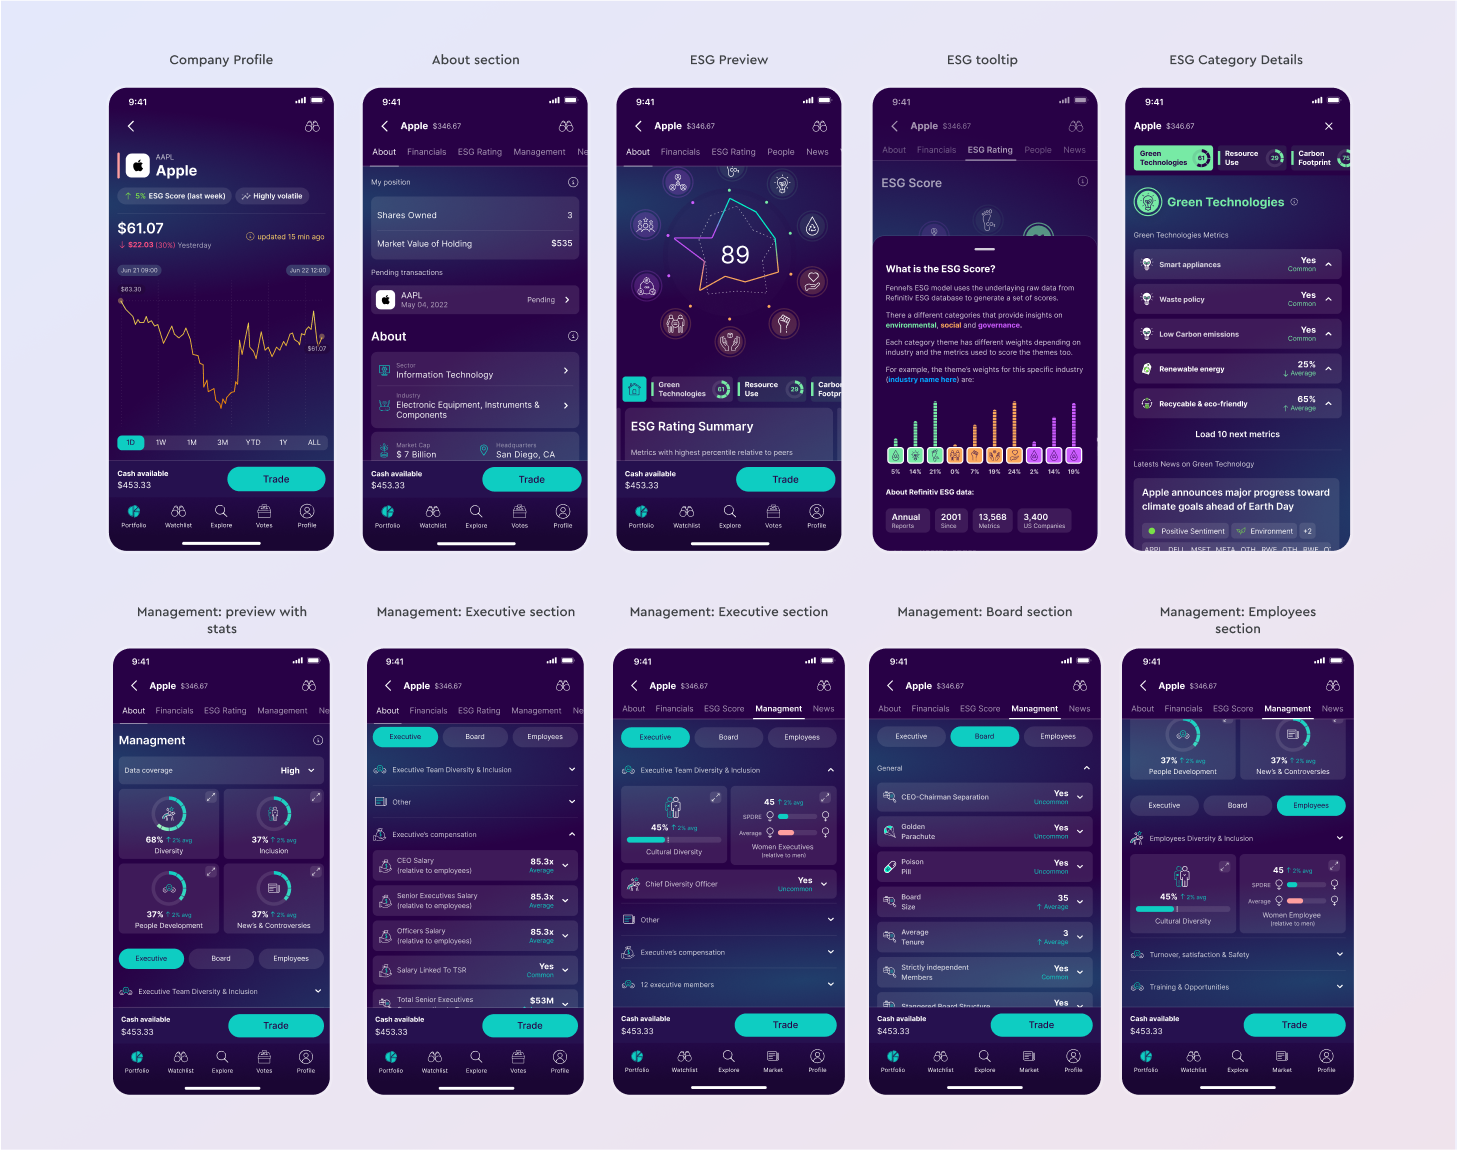 Company Profile
About section
ESG Preview
ESG tooltip
ESG Category Details
9:41
AAPL
Apple
↑ 5% ESG Score (last week)
Highly volatile
$61.07
↓ $22.03 (30%) Yesterday
updated 15 min ago
Jun 21 09:00
Jun 22 12:00
$63.30
$61.07
1D 1W 1M 3M YTD 1Y ALL
Cash available
$453.33
Trade
Portfolio Watchlist Explore Votes Profile
9:41
Apple $346.67
About Financials ESG Rating Management Ne
My position
Shares Owned 3
Market Value of Holding $535
Pending transactions
AAPL
May 04, 2022
Pending
About
Sector
Information Technology
Industry
Electronic Equipment, Instruments &
Components
Market Cap
$ 7 Billion
Headquarters
San Diego, CA
Cash available
$453.33
Trade
Portfolio Watchlist Explore Votes Profile
9:41
Apple $346.67
About Financials ESG Rating People News
89
Green
Technologies
61
Resource
Use
29
Carbon
Footpr
ESG Rating Summary
Metrics with highest percentile relative to peers
Cash available
$453.33
Trade
Portfolio Watchlist Explore Votes Profile
9:41
Apple $346.67
About Financials ESG Rating People News
ESG Score
What is the ESG Score?
Fennel's ESG model uses the underlaying raw data from
Refinitiv ESG database to generate a set of scores.
There a different categories that provide insights on
environmental, social and governance.
Each category theme has different weights depending on
industry and the metrics used to score the themes too.
For example, the theme's weights for this specific industry
(industry name here) are:
5% 14% 21% 0% 7% 19% 24% 2% 14% 19%
About Refinitiv ESG data:
Annual
Reports
2001
Since
13,568
Metrics
3,400
US Companies
9:41
Apple $346.67
Green
Technologies
61
Resource
Use
29
Carbon
Footprint
75
Green Technologies
Green Technologies Metrics
Smart appliances
Yes
Common
Waste policy
Yes
Common
Low Carbon emissions
Yes
Common
Renewable energy
25%
↓ Average
Recycable & eco-friendly
65%
↑ Average
Load 10 next metrics
Latests News on Green Technology
Apple announces major progress toward
climate goals ahead of Earth Day
Positive Sentiment
Environment
+2
APPL DELL MSFT META OTH RWE OTH RWE
Management: preview with
stats
Management: Executive section
Management: Executive section
Management: Board section
Management: Employees
section
9:41
Apple $346.67
About Financials ESG Rating Management Ne
Managment
Data coverage High
68% ↑ 2% avg
Diversity
37% ↑ 2% avg
Inclusion
37% ↑ 2% avg
People Development
37% ↑ 2% avg
New's & Controversies
Executive Board Employees
Executive Team Diversity & Inclusion
Cash available
$453.33
Trade
Portfolio Watchlist Explore Votes Profile
9:41
Apple $346.67
About Financials ESG Rating Management Ne
Executive Board Employees
Executive Team Diversity & Inclusion
Other
Executive's compensation
CEO Salary
(relative to employees)
85.3x
Average
Senior Executives Salary
(relative to employees)
85.3x
Average
Officers Salary
(relative to employees)
85.3x
Average
Salary Linked To TSR
Yes
Common
Total Senior Executives
$53M
Cash available
$453.33
Trade
Portfolio Watchlist Explore Votes Profile
9:41
Apple $346.67
About Financials ESG Score Managment News
Executive Board Employees
Executive Team Diversity & Inclusion
45% ↑ 2% avg
Cultural Diversity
45 ↑ 2% avg
SPDRE
Average
Women Executives
(relative to men)
Chief Diversity Officer
Yes
Uncommon
Other
Executive's compensation
12 executive members
Cash available
$453.33
Trade
Portfolio Watchlist Explore Market Profile
9:41
Apple $346.67
About Financials ESG Score Managment News
Executive Board Employees
General
CEO-Chairman Separation
Yes
Uncommon
Golden
Parachute
Yes
Uncommon
Poison
Pill
Yes
Uncommon
Board
Size
35
↑ Average
Average
Tenure
3
↑ Average
Strictly independent
Members
Yes
Common
Staggered Board Structure
Yes
Cash available
$453.33
Trade
Portfolio Watchlist Explore Market Profile
9:41
Apple $346.67
About Financials ESG Score Managment News
37% ↑ 2% avg
People Development
37% ↑ 2% avg
New's & Controversies
Executive Board Employees
Employees Diversity & Inclusion
45% ↑ 2% avg
Cultural Diversity
45 ↑ 2% avg
SPDRE
Average
Women Employee
(relative to men)
Turnover, satisfaction & Safety
Training & Opportunities
Cash available
$453.33
Trade
Portfolio Watchlist Explore Market Profile